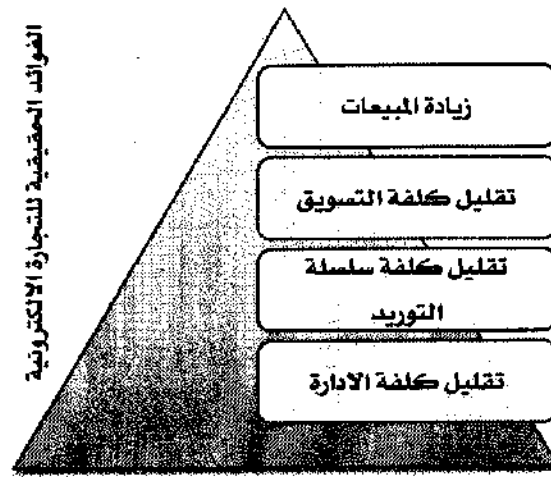 الفوائد الحقيقية للتجارة الالكترونية
زيادة المبيعات
تقليل كلفة التسويق
تقليل كلفة سلسلة
التوريد
تقليل كلفة الادارة